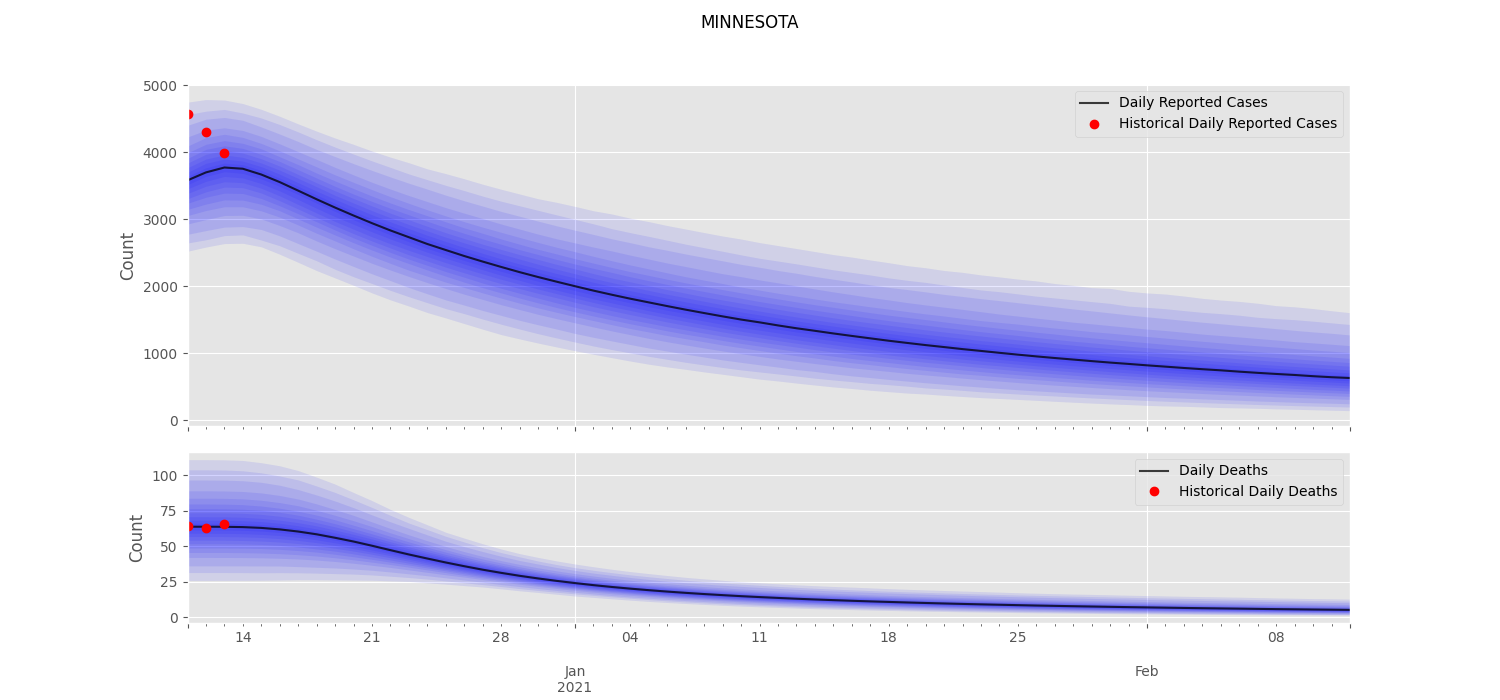 MINNESOTA
5000
4000
3000
2000
1000
0
Count
Daily Reported Cases
Historical Daily Reported Cases
100
75
50
25
0
Count
Daily Deaths
Historical Daily Deaths
14 21 28 04 11 18 25 08
Jan Feb
2021